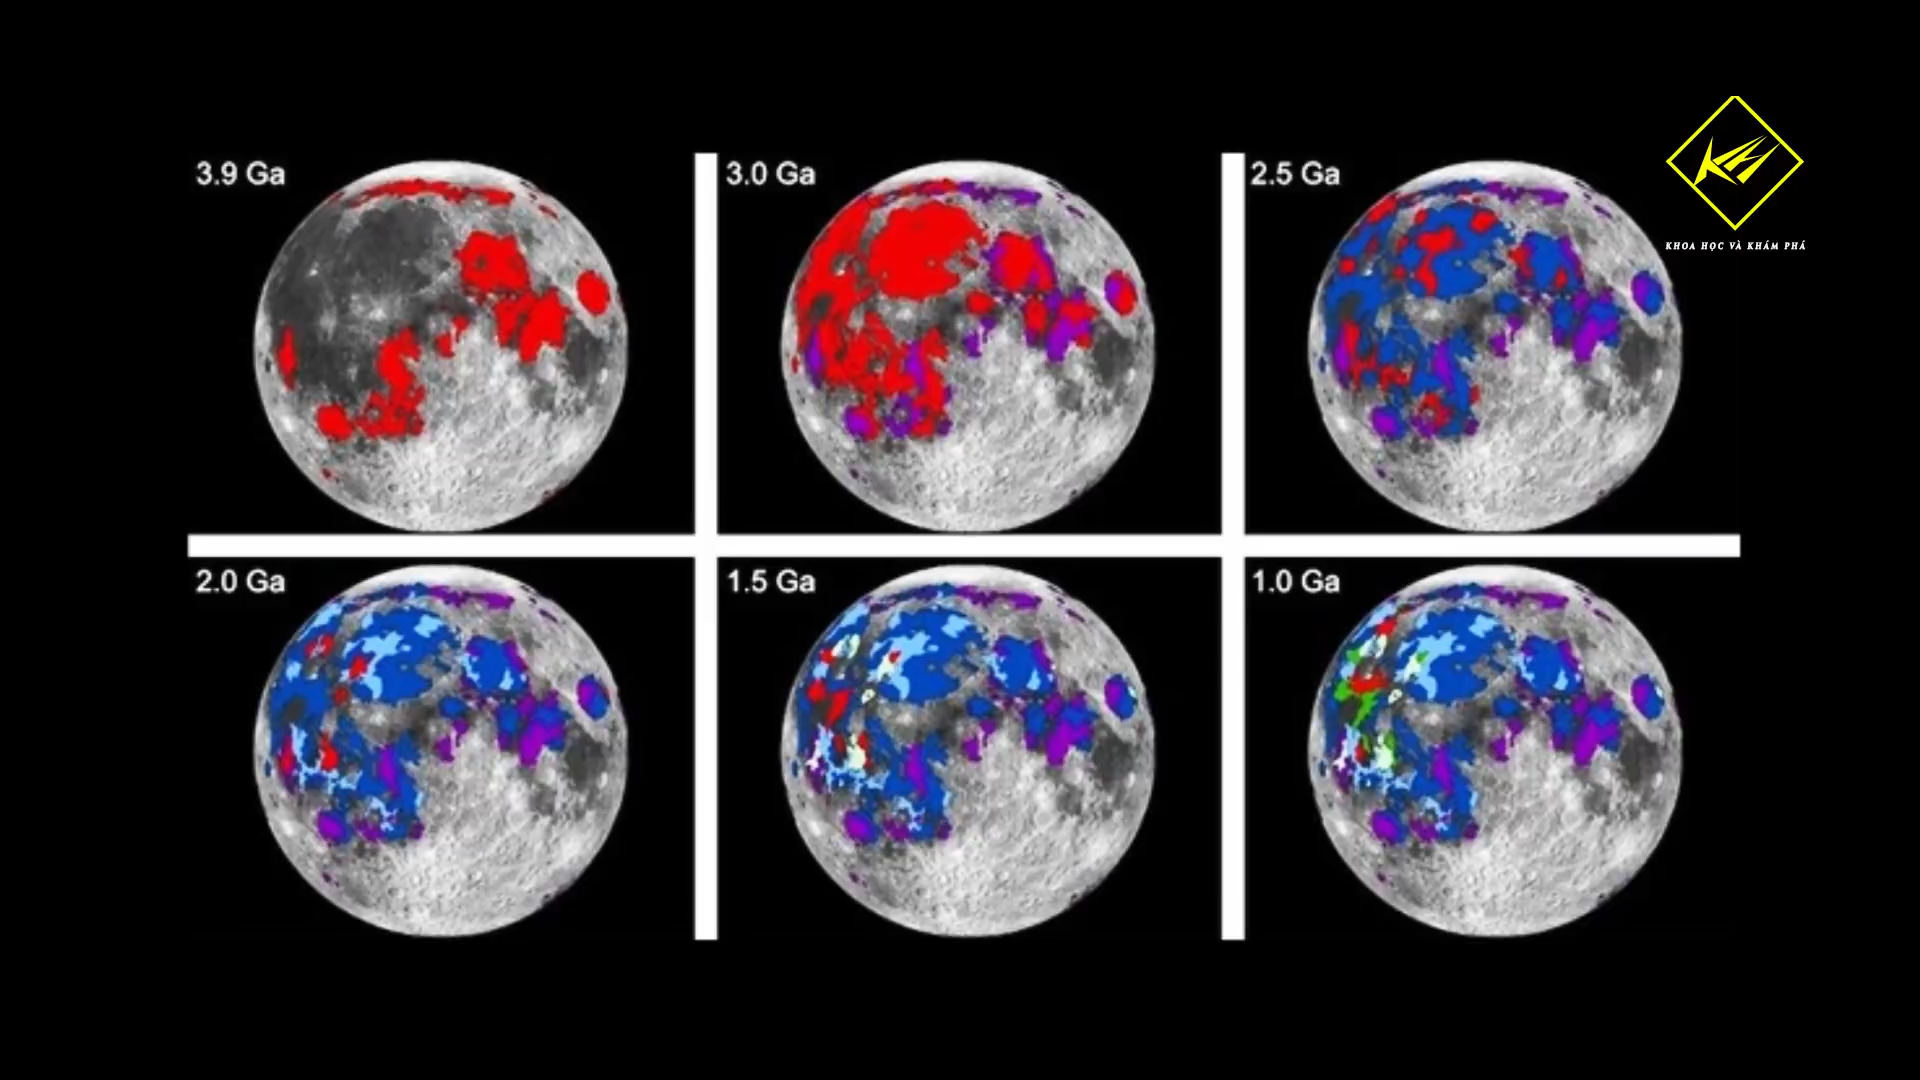 3.9 Ga
3.0 Ga
2.5 Ga
KHOA HỌC VÀ KHÁM PHÁ
2.0 Ga
1.5 Ga
1.0 Ga